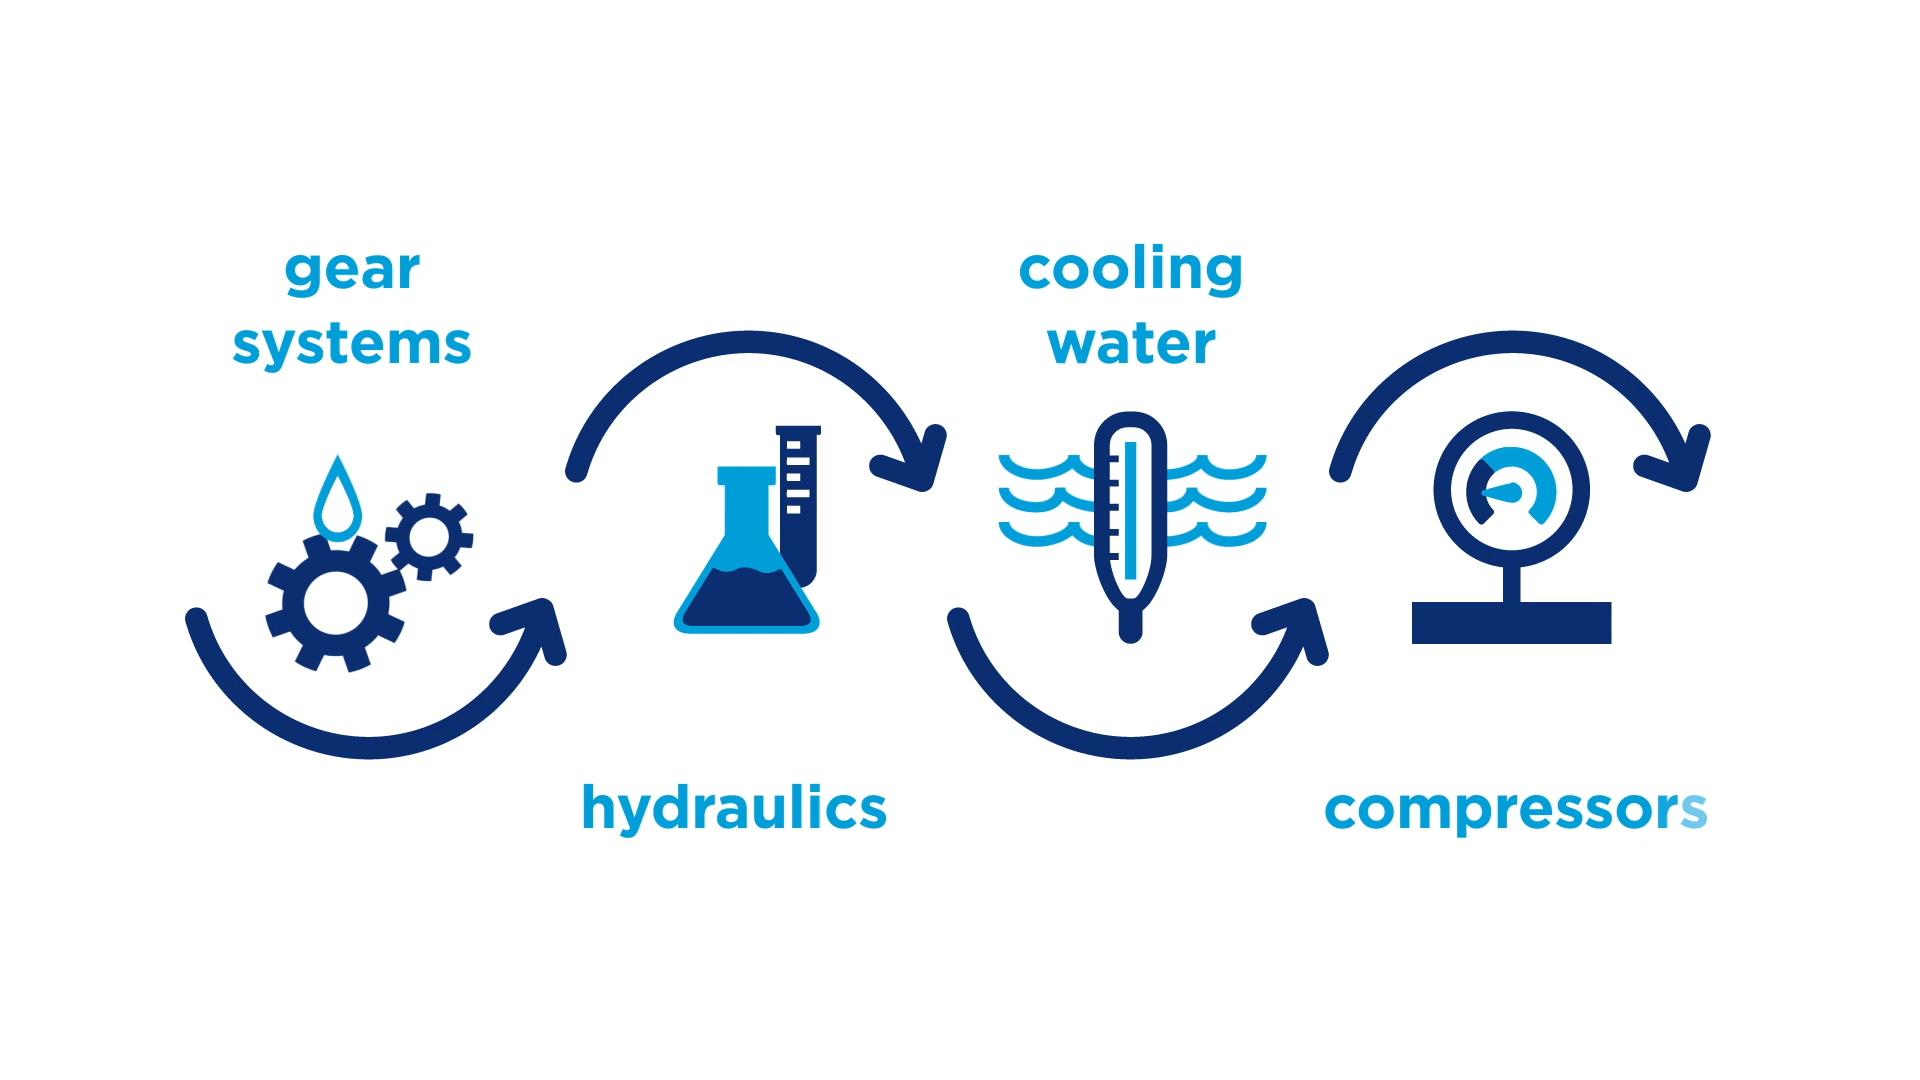 gear
systems
hydraulics
cooling
water
compressors